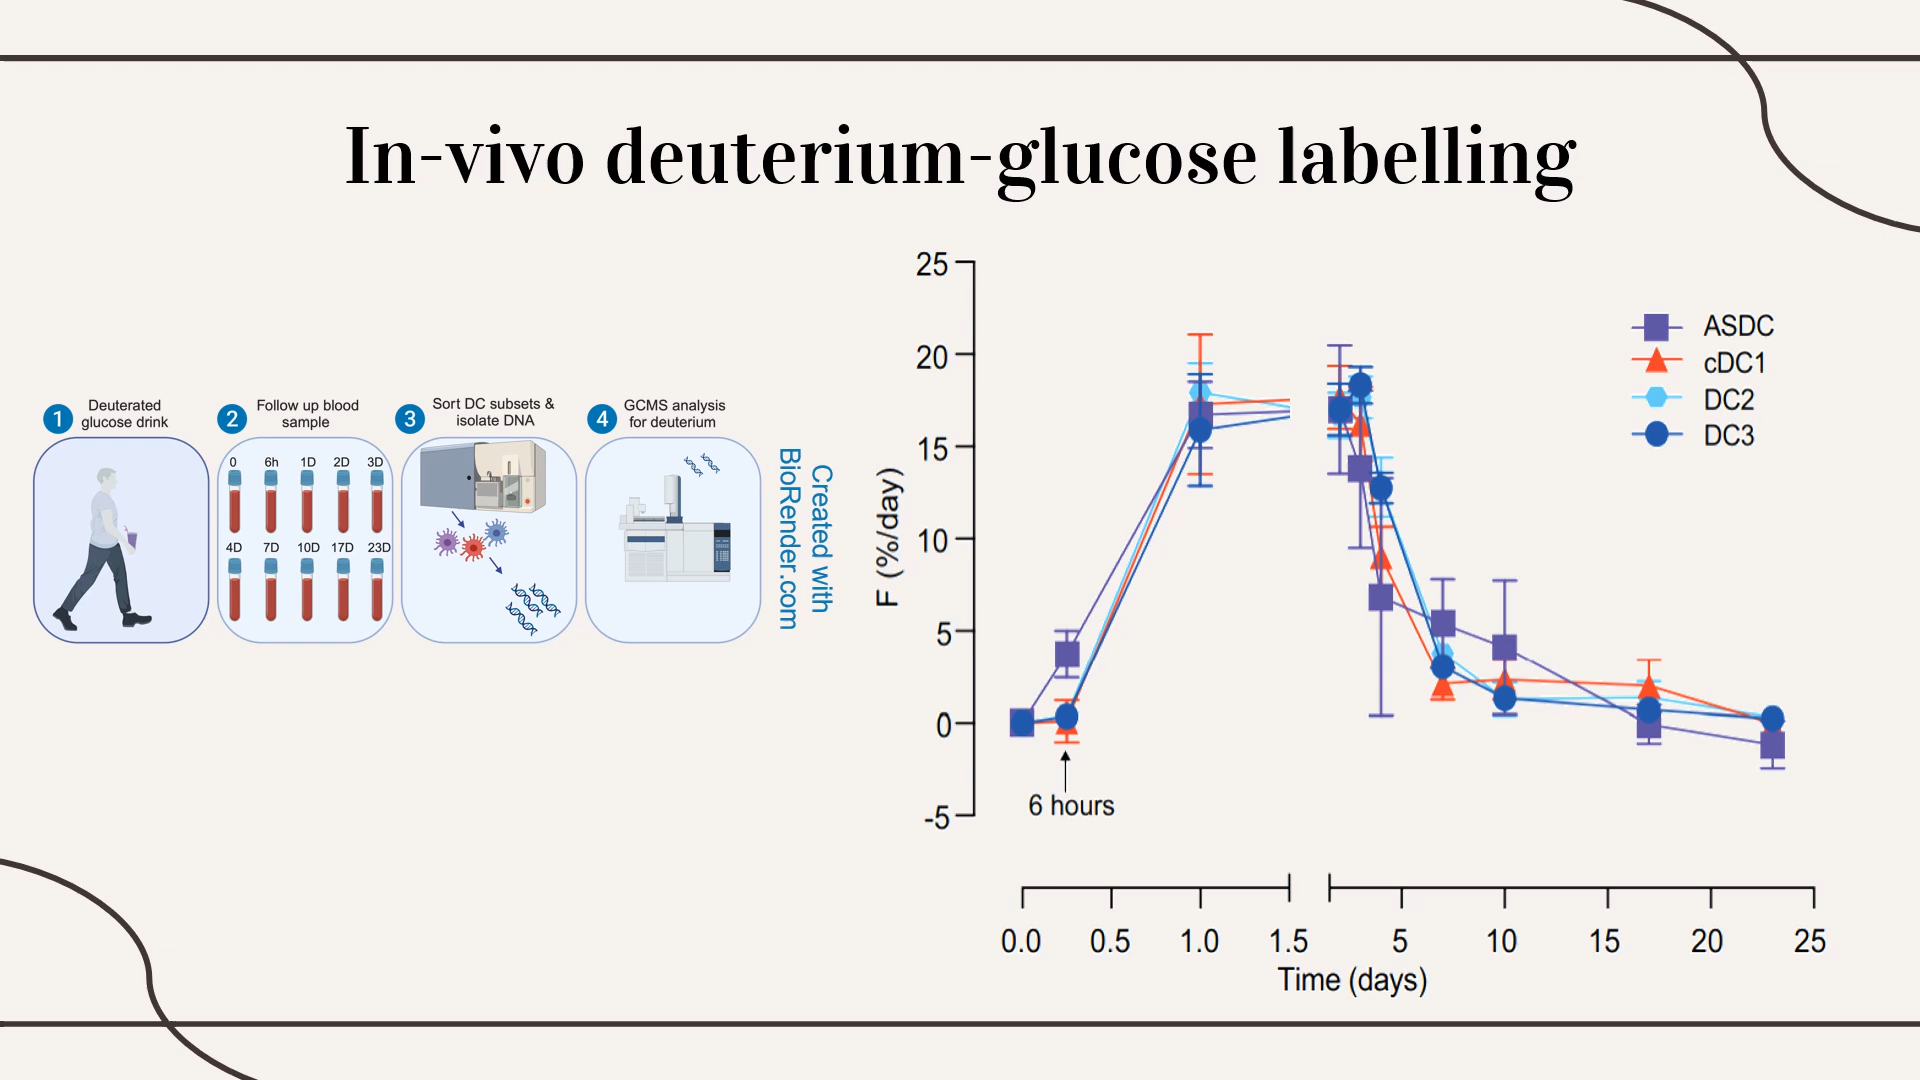 In-vivo deuterium-glucose labelling
1
Deuterated
glucose drink
2
Follow up blood
sample
0 6h 1D 2D 3D
4D 7D 10D 17D 23D
3
Sort DC subsets &
isolate DNA
4
GCMS analysis
for deuterium
Created with
BioRender.com
F (%/day)
25
20
15
10
5
0
-5
6 hours
ASDC
cDC1
DC2
DC3
0.0 0.5 1.0 1.5 5 10 15 20 25
Time (days)